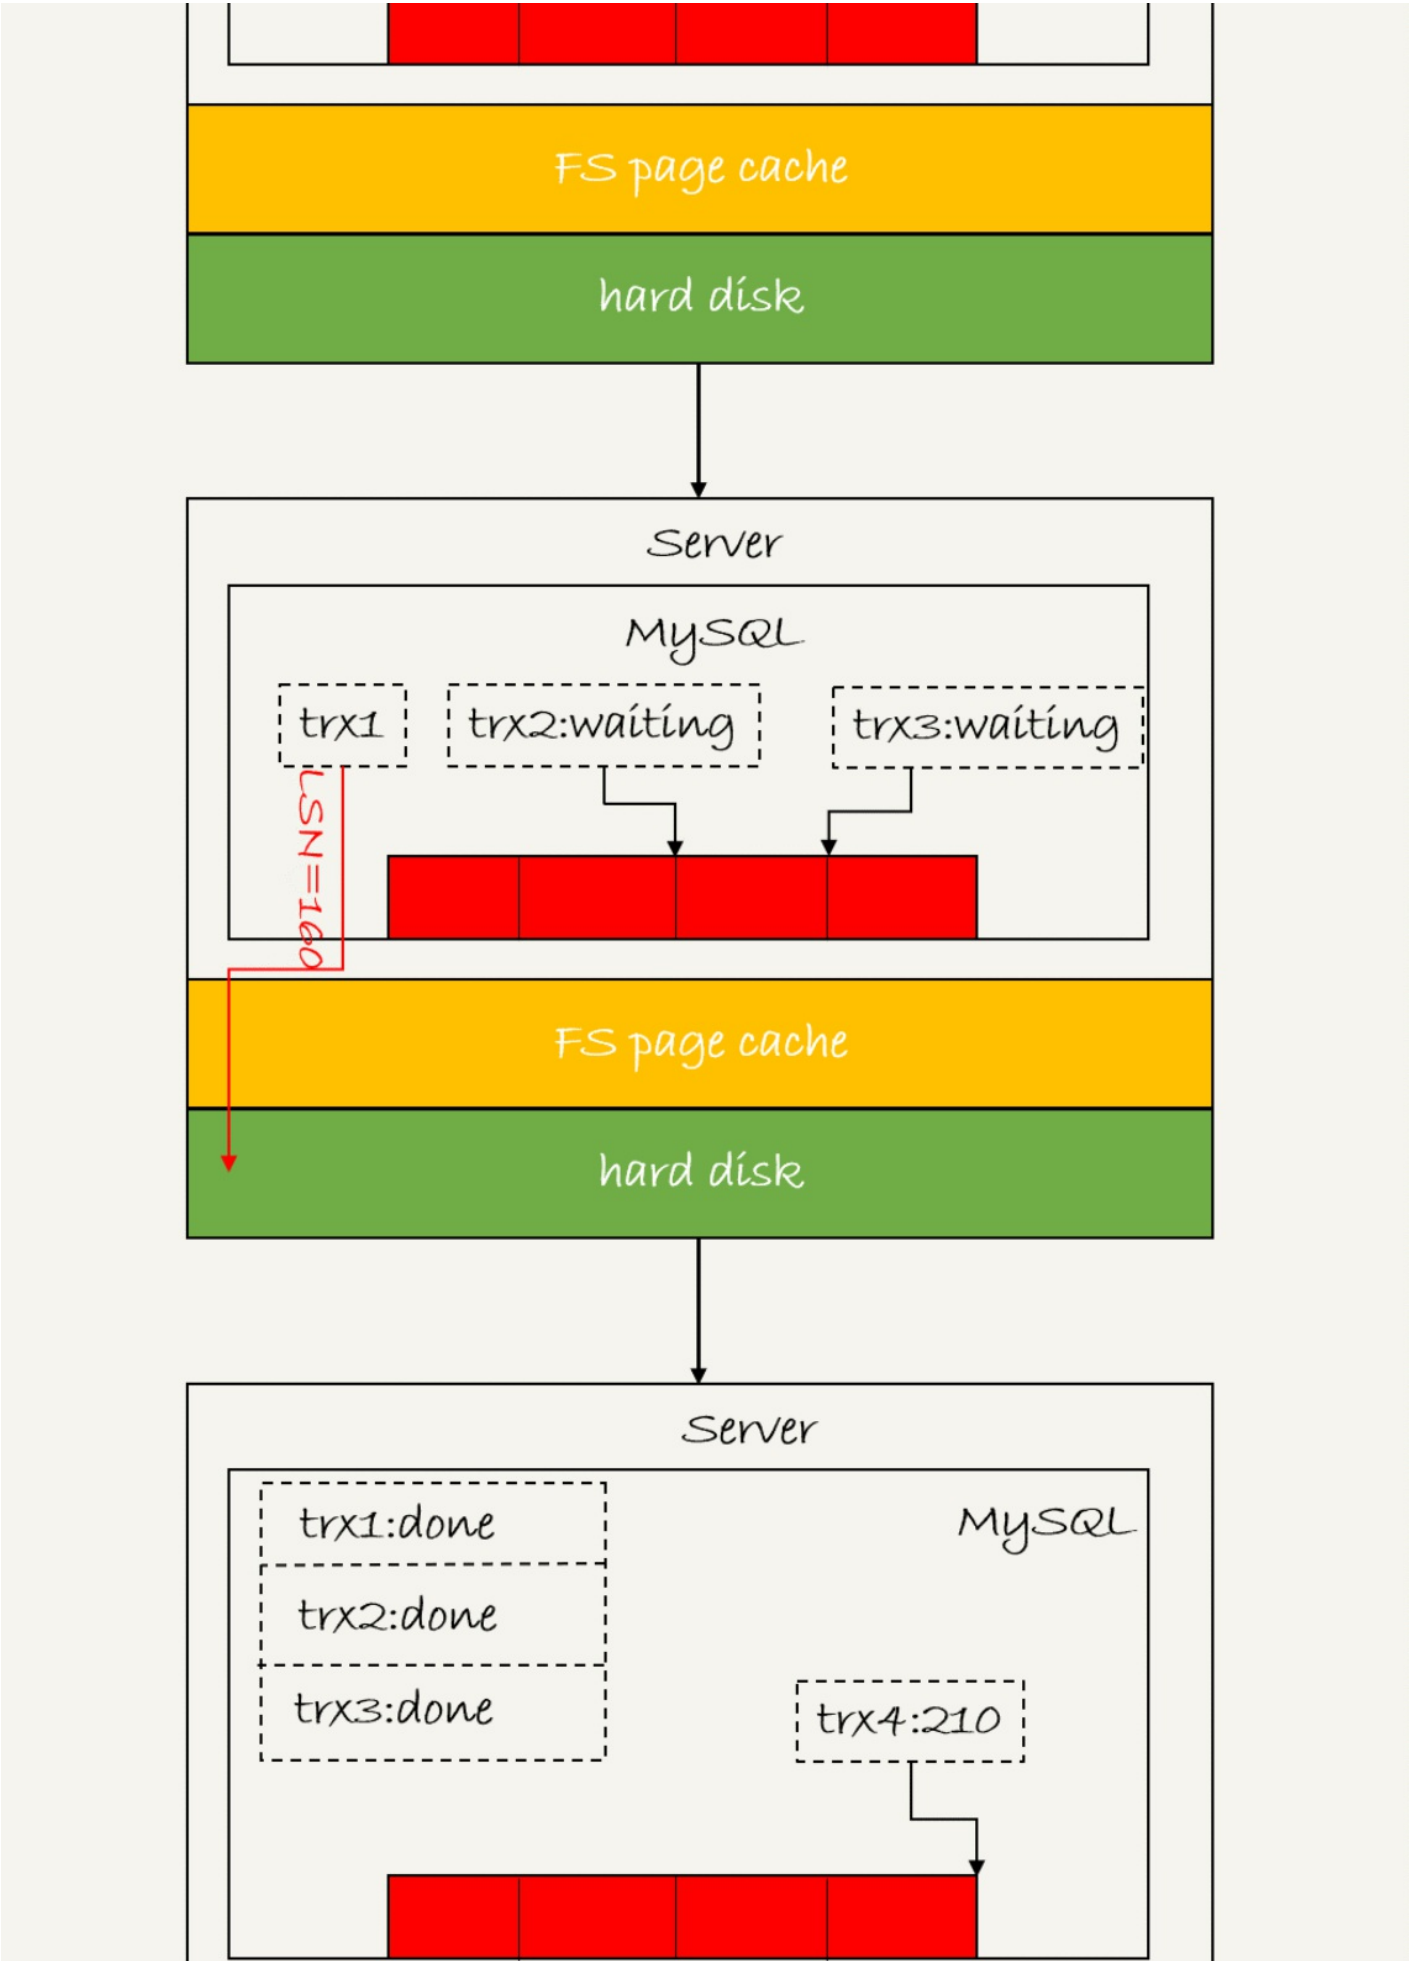 FS page cache
hard disk
Server
MySQL
trx1
trx2:waiting
trx3:waiting
LSN=160
FS page cache
hard disk
Server
MySQL
trx1:done
trx2:done
trx3:done
trx4:210